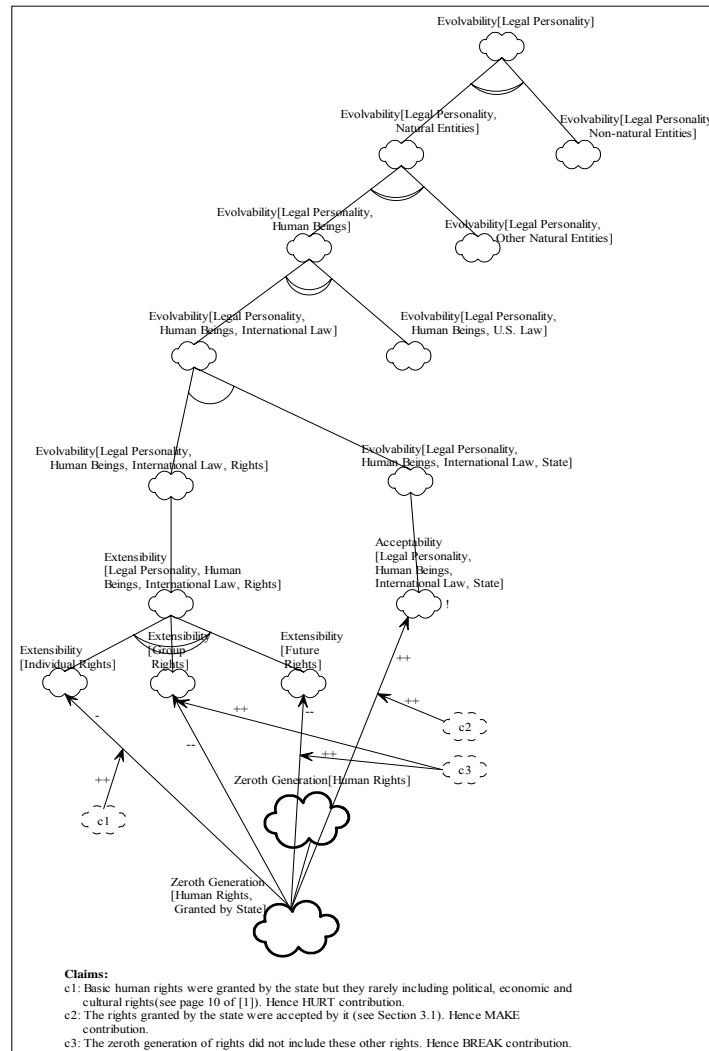 Evolvability[Legal Personality]
Evolvability[Legal Personality,
Natural Entities]
Evolvability[Legal Personality,
Non-natural Entities]
Evolvability[Legal Personality,
Human Beings]
Evolvability[Legal Personality,
Other Natural Entities]
Evolvability[Legal Personality,
Human Beings, International Law]
Evolvability[Legal Personality,
Human Beings, U.S. Law]
Evolvability[Legal Personality,
Human Beings, International Law, Rights]
Evolvability[Legal Personality,
Human Beings, International Law, State]
Extensibility
[Legal Personality, Human
Beings, International Law, Rights]
Acceptability
[Legal Personality,
Human Beings,
International Law, State]
!
Extensibility
[Individual Rights]
Extensibility
[Group
Rights]
Extensibility
[Future
Rights]
++
-
++
--
++
c2
--
++
c3
++
Zeroth Generation[Human Rights]
c1
Zeroth Generation
[Human Rights,
Granted by State]
Claims:
c1: Basic human rights were granted by the state but they rarely including political, economic and
cultural rights(see page 10 of [1]). Hence HURT contribution.
c2: The rights granted by the state were accepted by it (see Section 3.1). Hence MAKE
contribution.
c3: The zeroth generation of rights did not include these other rights. Hence BREAK contribution.